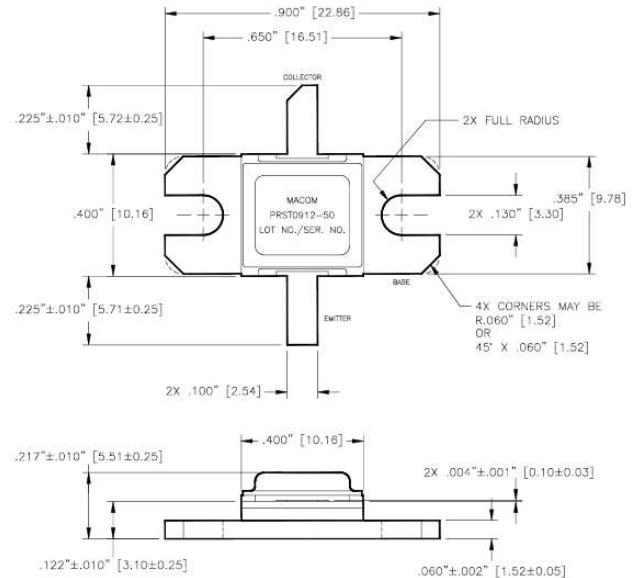 .900" [22.86]
.650" [16.51]
COLLECTOR
.225"±.010" [5.72±0.25]
2X FULL RADIUS
.400" [10.16]
MACOM
PRST0912-50
LOT NO./SER. NO.
.385" [9.78]
2X .130" [3.30]
BASE
.225"±.010" [5.71±0.25]
EMITTER
4X CORNERS MAY BE
R.060" [1.52]
OR
45° X .060" [1.52]
2X .100" [2.54]
.400" [10.16]
.217"±.010" [5.51±0.25]
2X .004"±.001" [0.10±0.03]
.122"±.010" [3.10±0.25]
.060"±.002" [1.52±0.05]